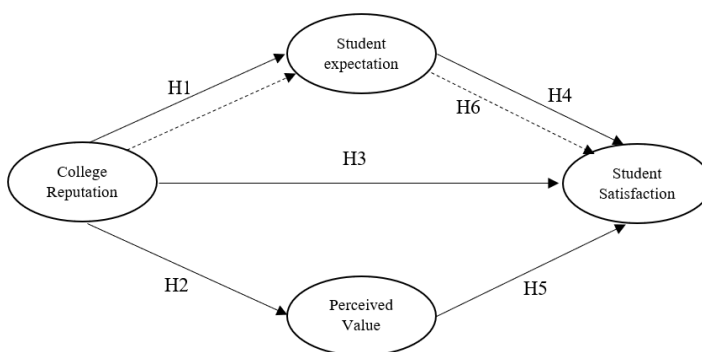 Student
expectation
H1
H4
H6
H3
College
Reputation
Student
Satisfaction
H2
H5
Perceived
Value